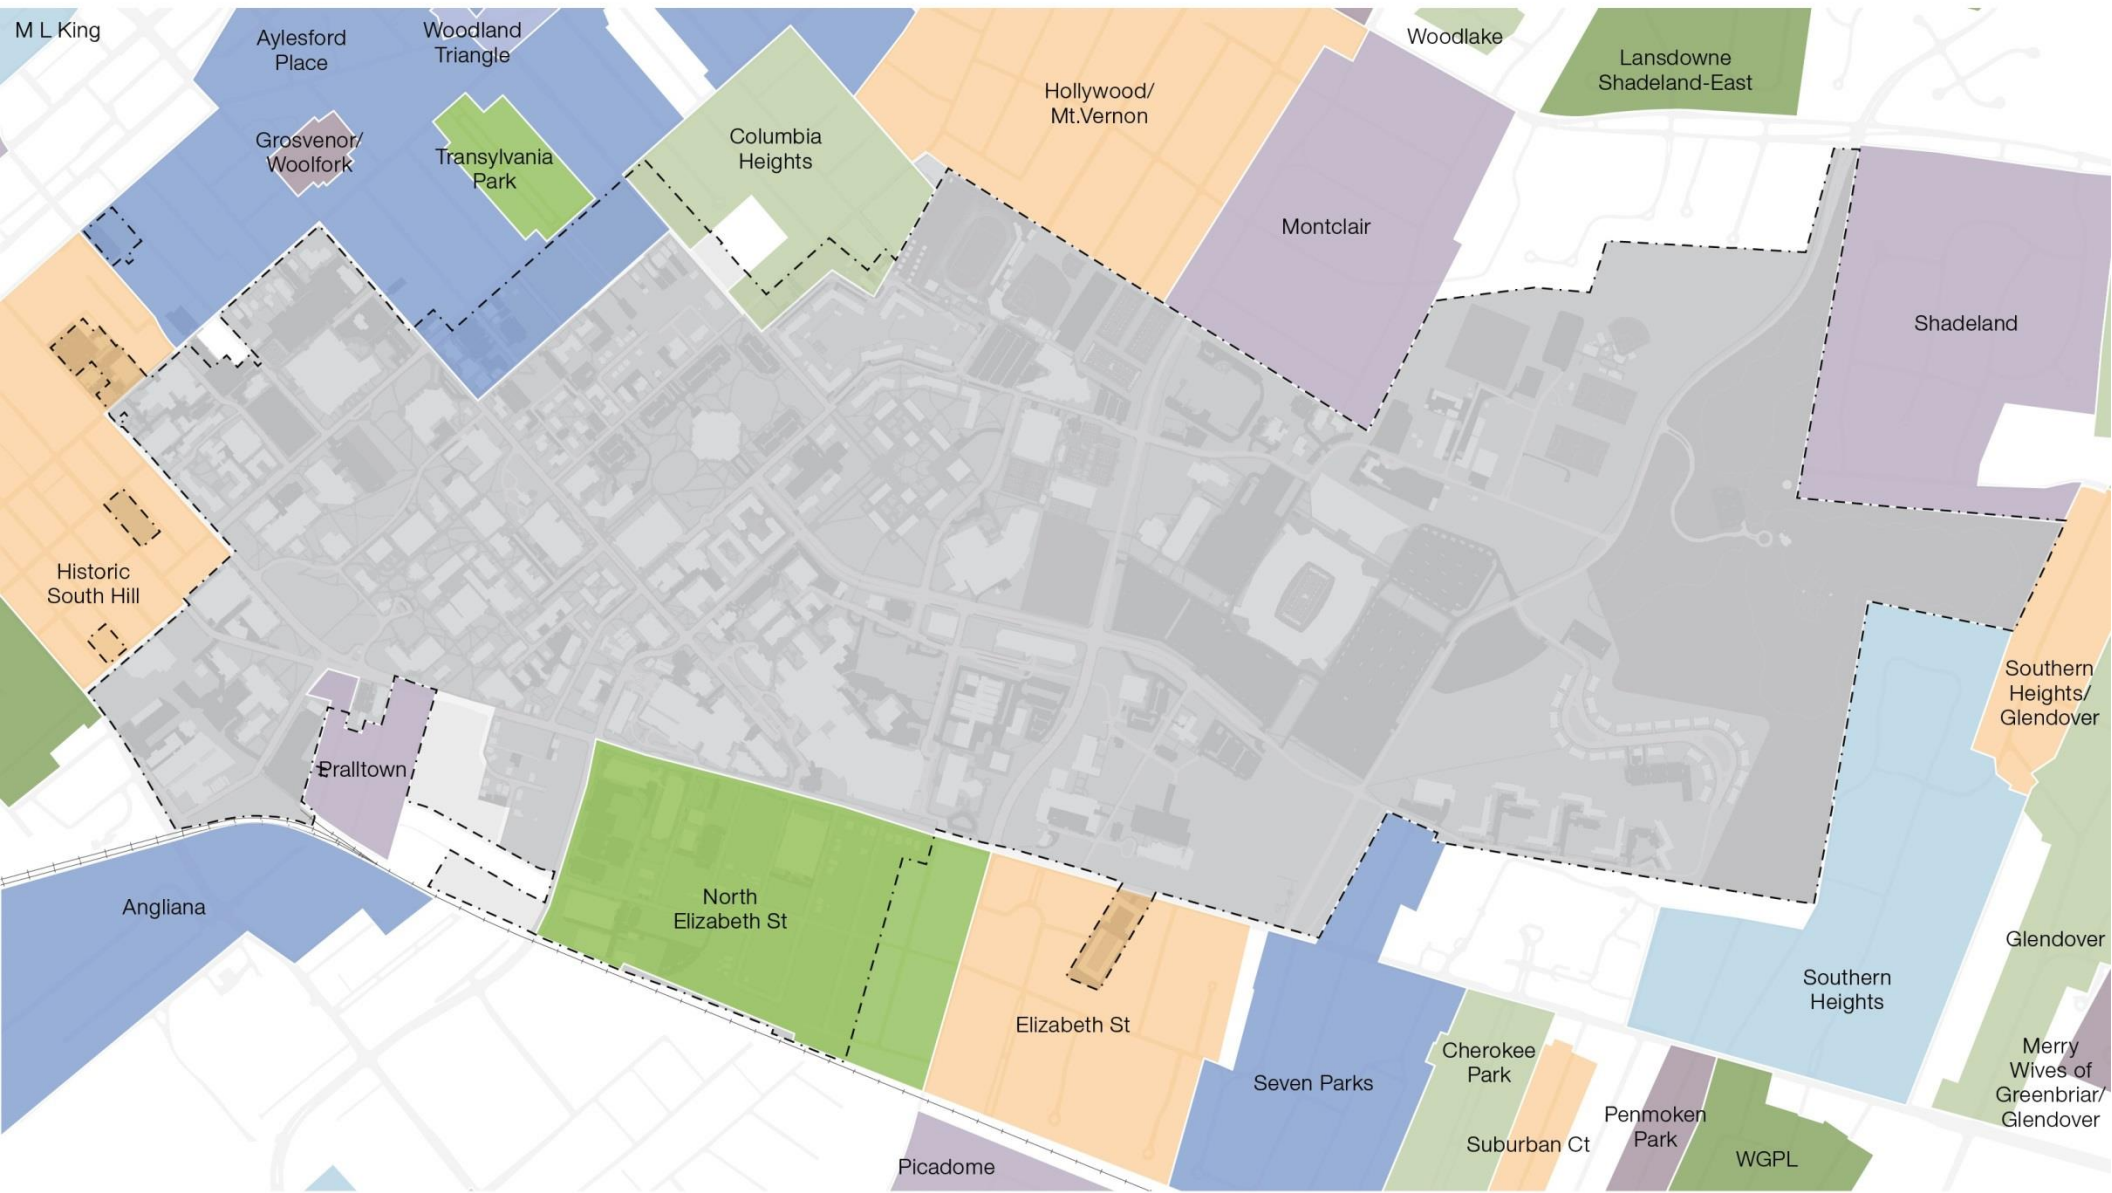 M L King
Aylesford
Place
Woodland
Triangle
Woodlake
Lansdowne
Shadeland-East
Hollywood/
Mt.Vernon
Grosvenor/
Woolfork
Transylvania
Park
Columbia
Heights
Montclair
Shadeland
Historic
South Hill
Southern
Heights/
Glendover
Pralltown
Angliana
North
Elizabeth St
Glendover
Southern
Heights
Elizabeth St
Seven Parks
Cherokee
Park
Merry
Wives of
Greenbriar/
Glendover
Penmoken
Park
Suburban Ct
WGPL
Picadome